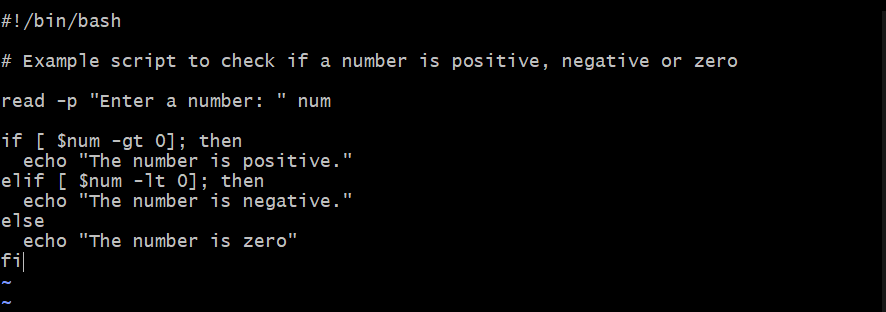 #!/bin/bash
# Example script to check if a number is positive, negative or zero
read -p "Enter a number: " num
if [ $num -gt 0]; then
  echo "The number is positive."
elif [ $num -lt 0]; then
  echo "The number is negative."
else
  echo "The number is zero"
fi
~
~